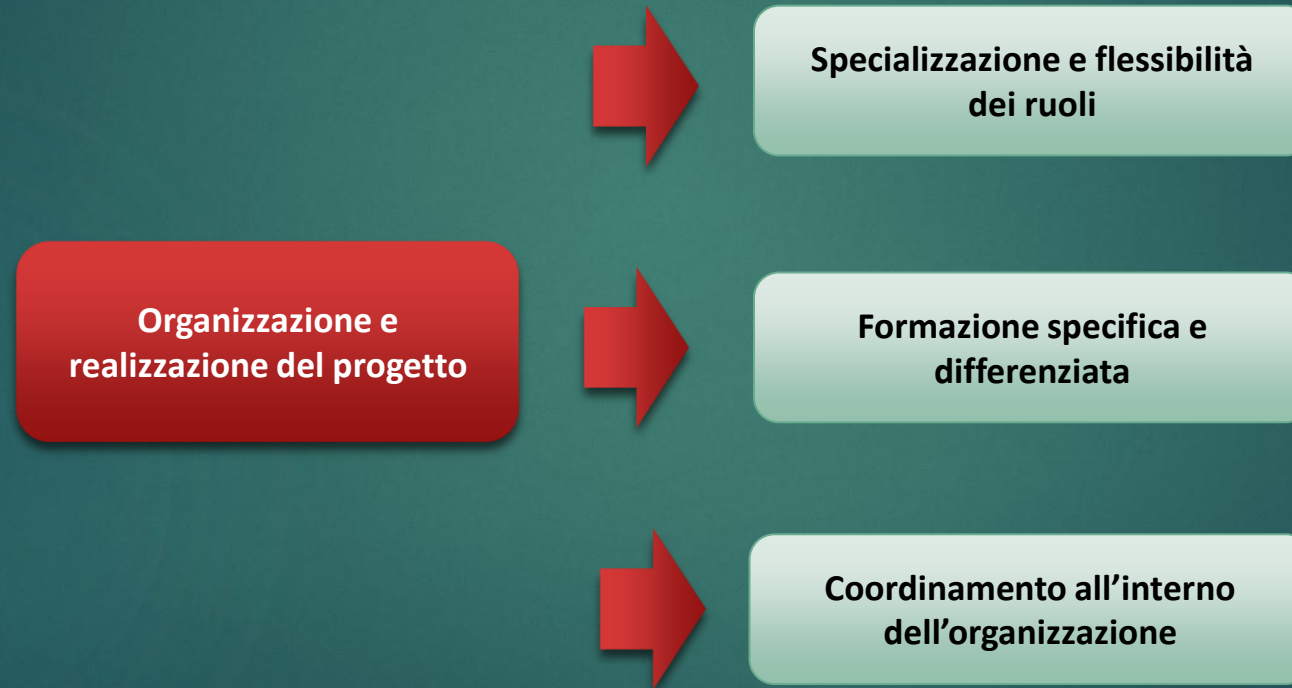 Specializzazione e flessibilità
dei ruoli
Organizzazione e
realizzazione del progetto
Formazione specifica e
differenziata
Coordinamento all’interno
dell’organizzazione